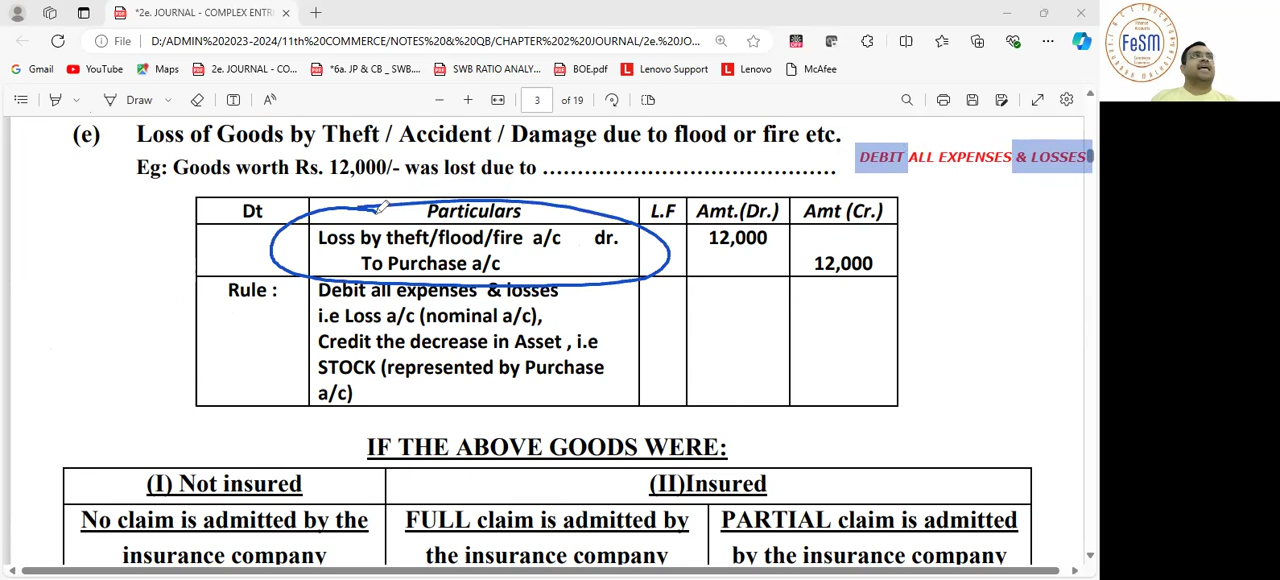 *2e. JOURNAL - COMPLEX ENTR
File
D:/ADMIN%202023-2024/11th%20COMMERCE/NOTES%20%26%20QB/CHAPTER%202%20JOURNAL/2e.%20JO...
Gmail YouTube Maps 2e. JOURNAL - CO... *6a. JP & CB _ SWB.... SWB RATIO ANALY... BOE.pdf Lenovo Support Lenovo McAfee
Draw 3 of 19
FeSM
(e) Loss of Goods by Theft / Accident / Damage due to flood or fire etc.
DEBIT ALL EXPENSES & LOSSES
Eg: Goods worth Rs. 12,000/- was lost due to ……………………………………
Dt Particulars L.F Amt.(Dr.) Amt (Cr.)
Loss by theft/flood/fire a/c dr. 12,000
To Purchase a/c 12,000
Rule : Debit all expenses & losses
i.e Loss a/c (nominal a/c),
Credit the decrease in Asset , i.e
STOCK (represented by Purchase
a/c)
IF THE ABOVE GOODS WERE:
(I) Not insured (II)Insured
No claim is admitted by the FULL claim is admitted by PARTIAL claim is admitted
insurance company the insurance company by the insurance company